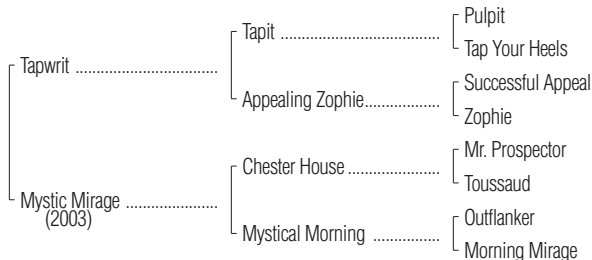 Pulpit
Tapit ..............................
Tap Your Heels
Tapwrit ...........................
Successful Appeal
Appealing Zophie..................
Zophie
Mr. Prospector
Chester House ......................
Toussaud
Mystic Mirage .....................
(2003)
Outflanker
Mystical Morning ................
Morning Mirage